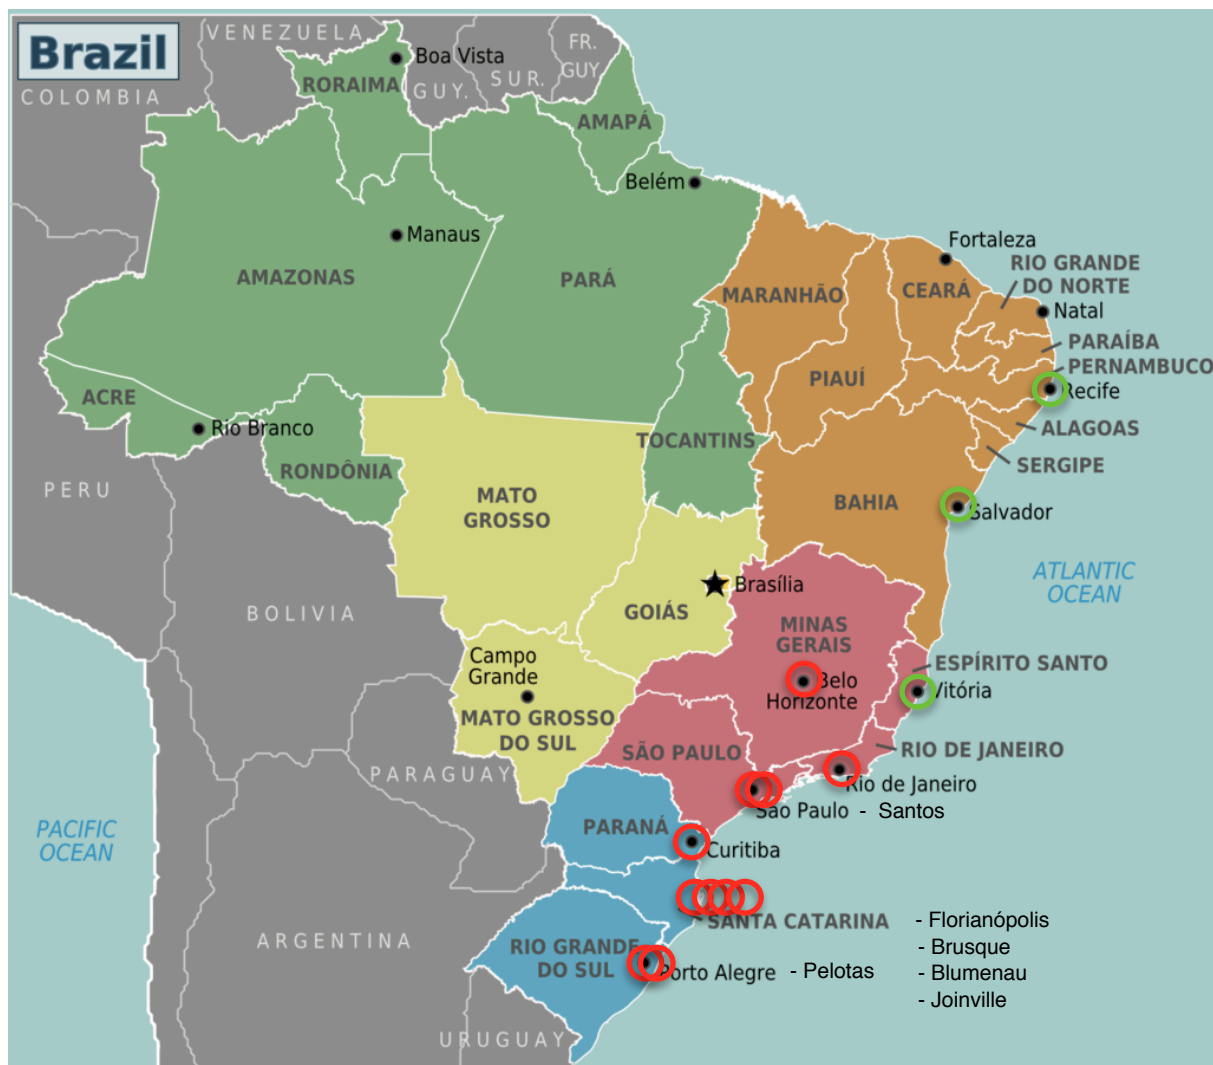 Brazil
VENEZUELA
COLOMBIA
GUY.
SUR.
FR.
GUY.
Boa Vista
RORAIMA
AMAPÁ
Belém
Manaus
AMAZONAS
PARÁ
MARANHÃO
CEARÁ
Fortaleza
RIO GRANDE
DO NORTE
Natal
PARAÍBA
PERNAMBUCO
Recife
PIAUÍ
ACRE
Rio Branco
RONDÔNIA
TOCANTINS
ALAGOAS
SERGIPE
PERU
MATO
GROSSO
BAHIA
Salvador
ATLANTIC
OCEAN
BOLIVIA
Brasília
GOIÁS
MINAS
GERAIS
Campo
Grande
Belo
Horizonte
ESPÍRITO SANTO
Vitória
MATO GROSSO
DO SUL
SÃO PAULO
RIO DE JANEIRO
Rio de Janeiro
PARAGUAY
São Paulo - Santos
PACIFIC
OCEAN
PARANÁ
Curitiba
SANTA CATARINA
- Florianópolis
- Brusque
- Blumenau
- Joinville
ARGENTINA
RIO GRANDE
DO SUL
Porto Alegre - Pelotas
URUGUAY